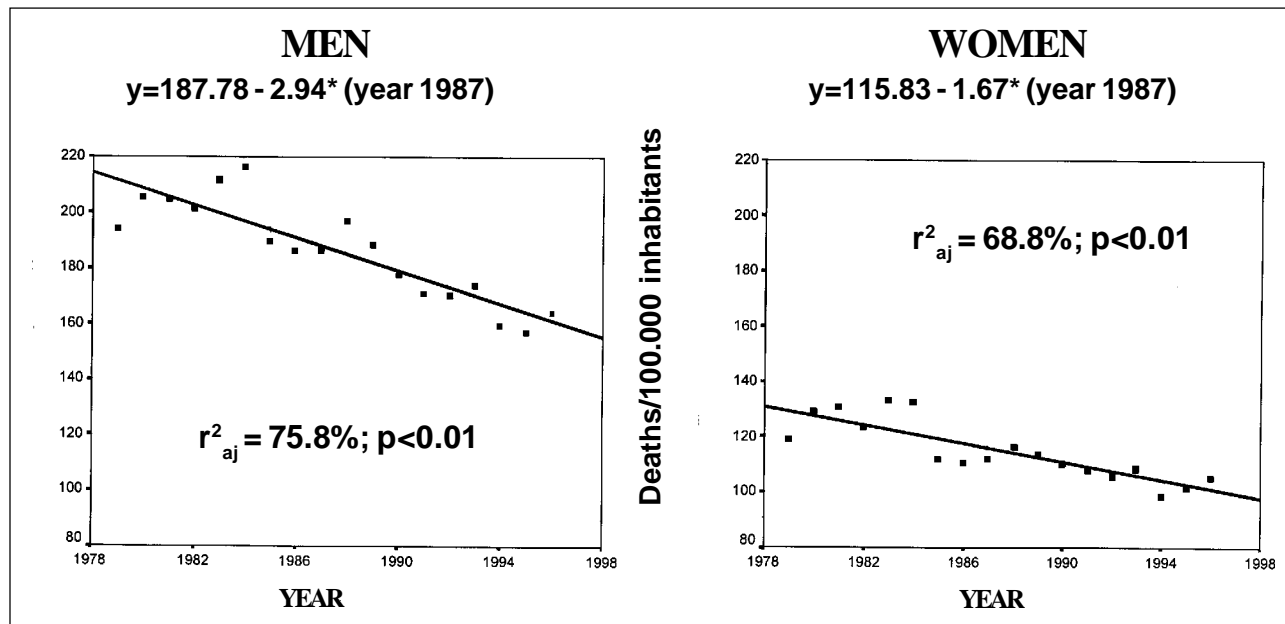 MEN
y=187.78 - 2.94* (year 1987)
220
200
180
160
140
120
100
80
r²aj = 75.8%; p<0.01
1978 1982 1986 1990 1994 1998
YEAR
Deaths/100.000 inhabitants
WOMEN
y=115.83 - 1.67* (year 1987)
220
200
180
160
140
120
100
80
r²aj = 68.8%; p<0.01
1978 1982 1986 1990 1994 1998
YEAR